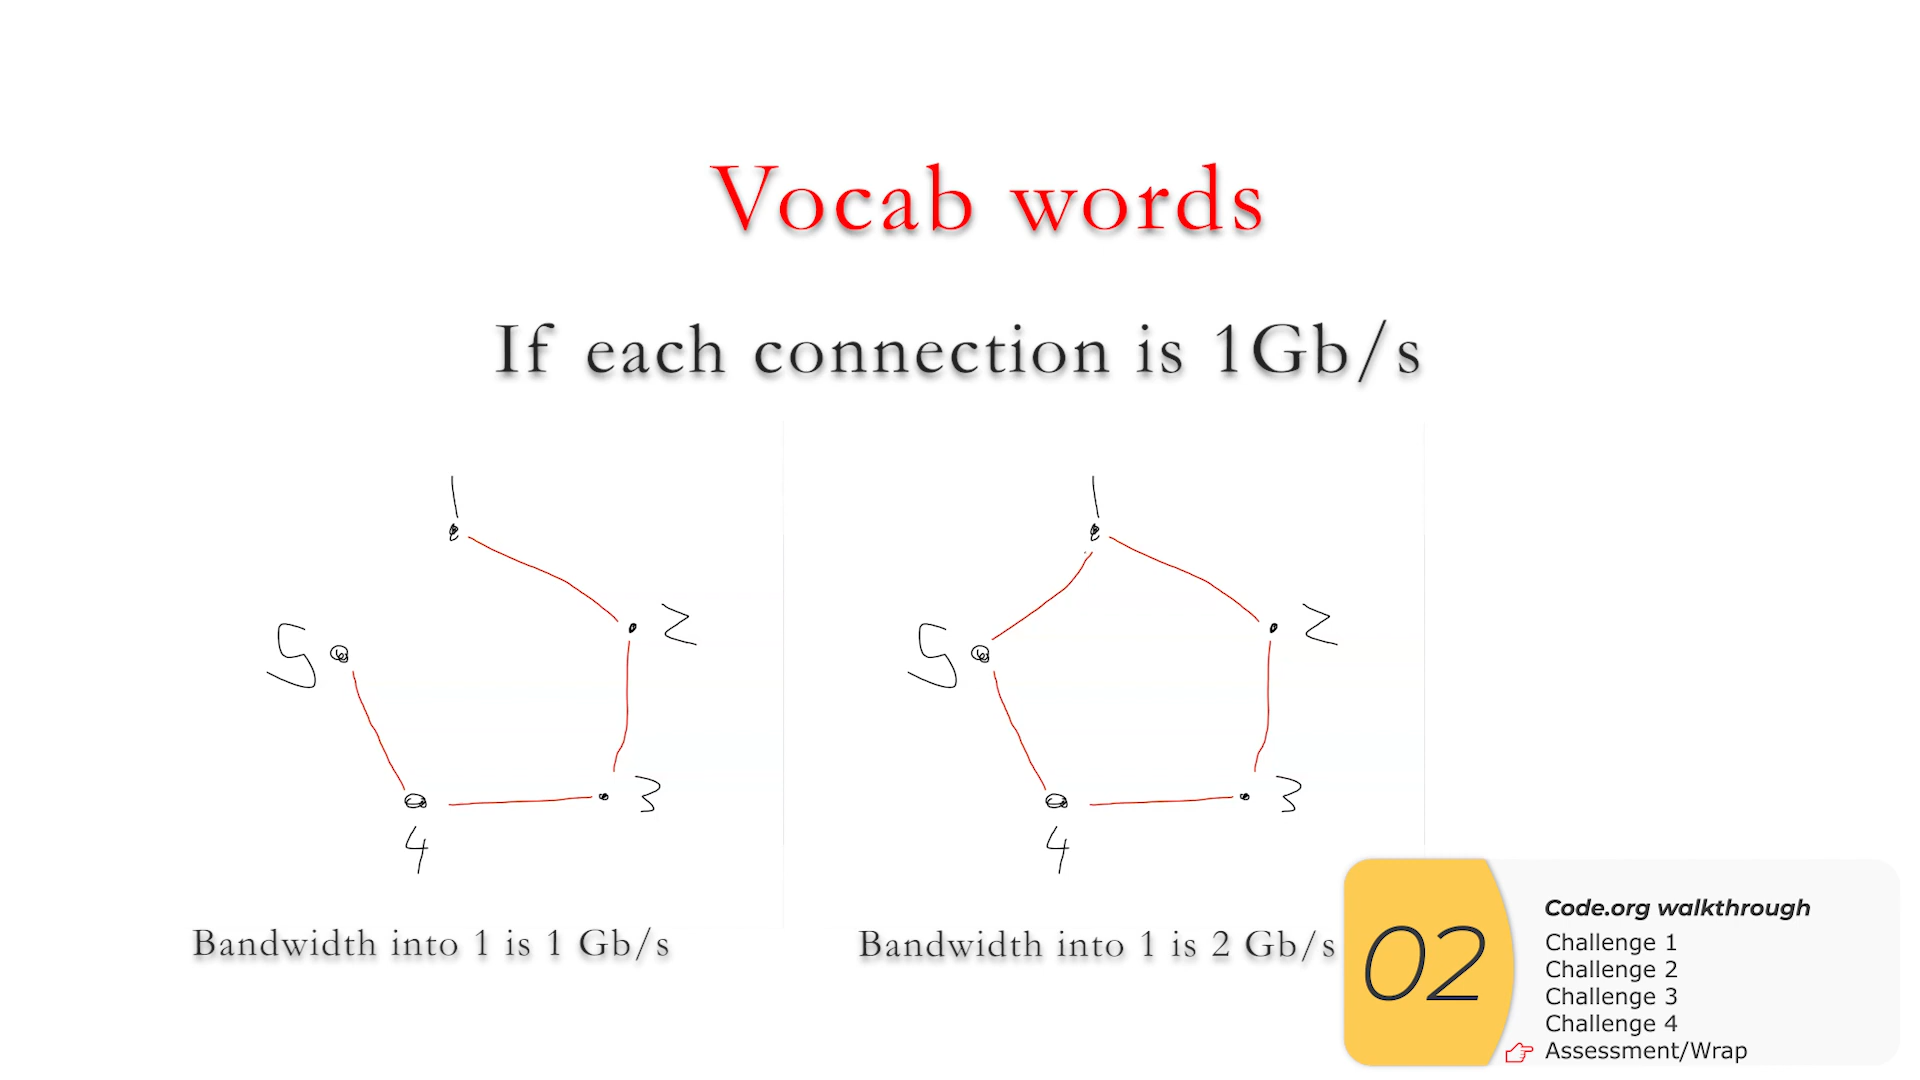 Vocab words
If each connection is 1Gb/s
1
2
5
3
4
Bandwidth into 1 is 1 Gb/s
1
2
5
3
4
Bandwidth into 1 is 2 Gb/s
02
Code.org walkthrough
Challenge 1
Challenge 2
Challenge 3
Challenge 4
Assessment/Wrap